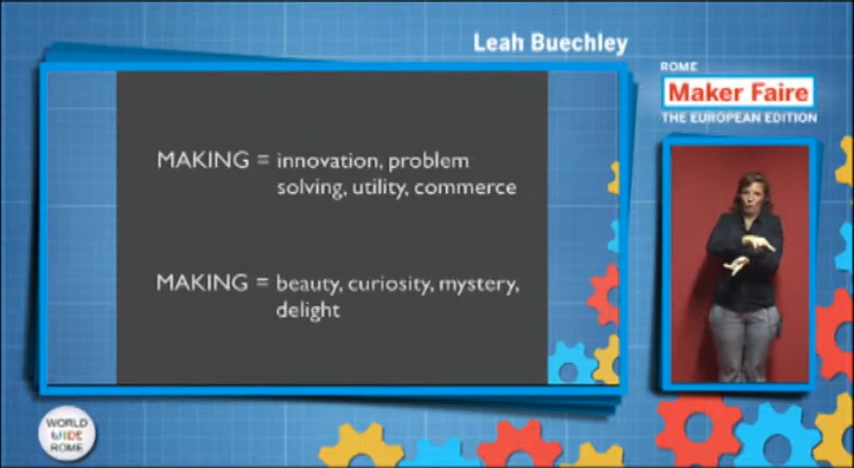 Leah Buechley
ROME
Maker Faire
THE EUROPEAN EDITION
MAKING = innovation, problem
solving, utility, commerce
MAKING = beauty, curiosity, mystery,
delight
WORLD
WIDE
ROME